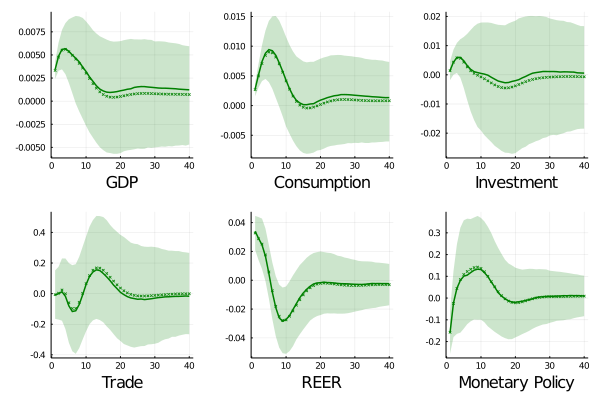 0.0075
0.0050
0.0025
0.0000
-0.0025
-0.0050
0 10 20 30 40
GDP
0.015
0.010
0.005
0.000
-0.005
0 10 20 30 40
Consumption
0.02
0.01
0.00
-0.01
-0.02
0 10 20 30 40
Investment
0.4
0.2
0.0
-0.2
-0.4
0 10 20 30 40
Trade
0.04
0.02
0.00
-0.02
-0.04
0 10 20 30 40
REER
0.3
0.2
0.1
0.0
-0.1
-0.2
0 10 20 30 40
Monetary Policy